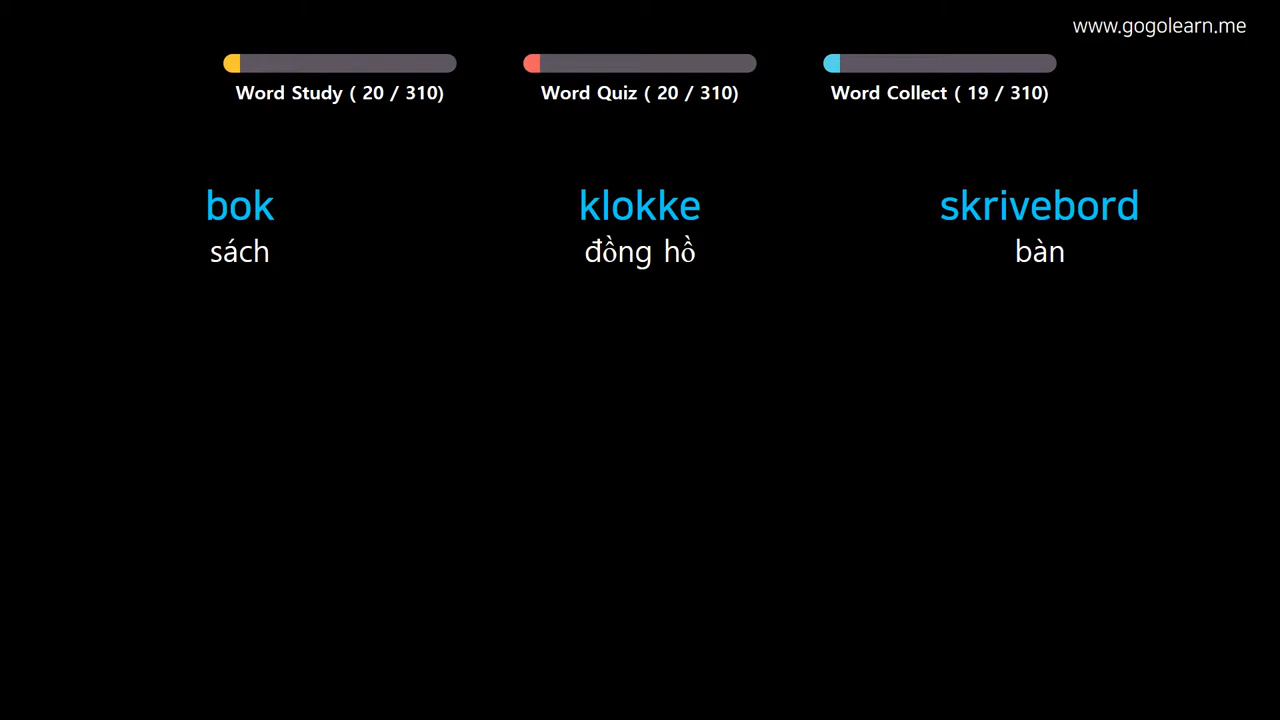 www.gogolearn.me
Word Study ( 20 / 310)
Word Quiz ( 20 / 310)
Word Collect ( 19 / 310)
bok
klokke
skrivebord
sách
đồng hồ
bàn